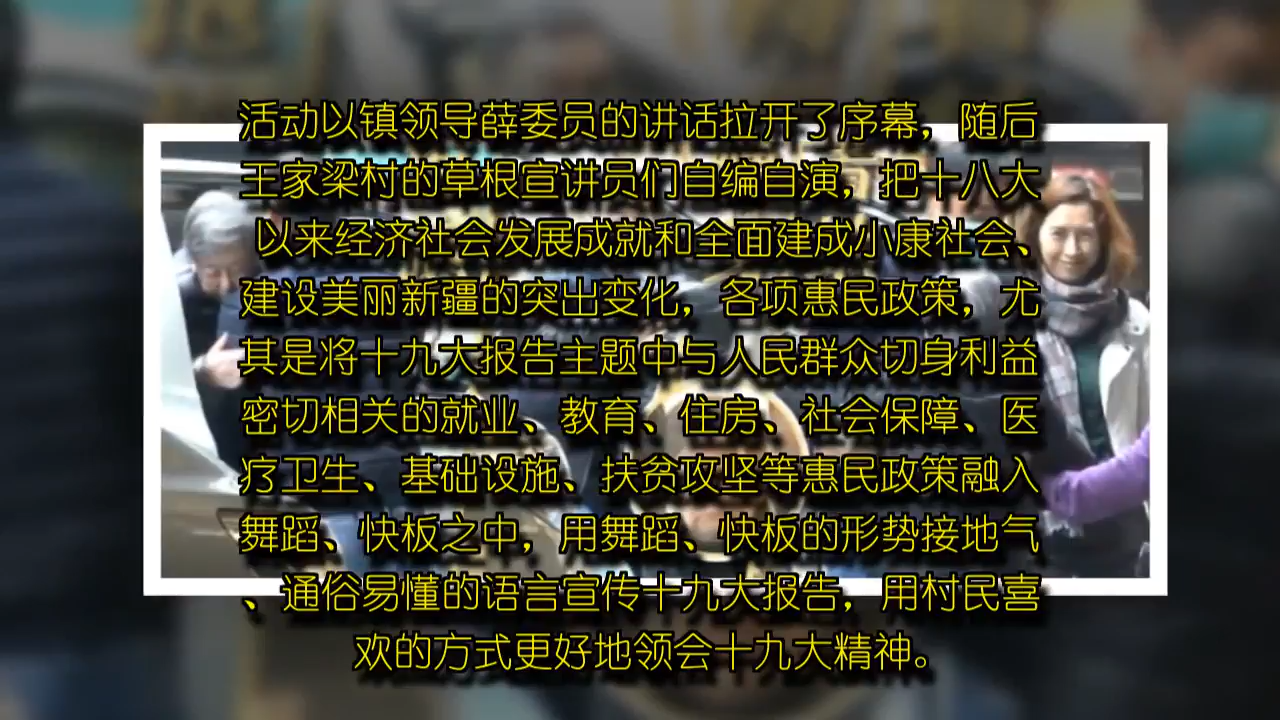 活动以镇领导薛委员的讲话拉开了序幕，随后
王家梁村的草根宣讲员们自编自演，把十八大
以来经济社会发展成就和全面建成小康社会、
建设美丽新疆的突出变化，各项惠民政策，尤
其是将十九大报告主题中与人民群众切身利益
密切相关的就业、教育、住房、社会保障、医
疗卫生、基础设施、扶贫攻坚等惠民政策融入
舞蹈、快板之中，用舞蹈、快板的形势接地气
、通俗易懂的语言宣传十九大报告，用村民喜
欢的方式更好地领会十九大精神。